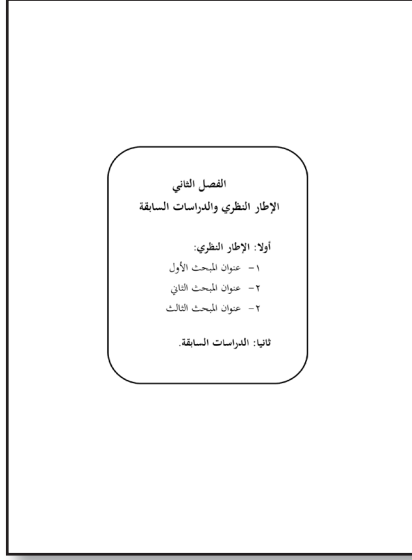 الفصل الثاني
الإطار النظري والدراسات السابقة
أولا: الإطار النظري:
١- عنوان المبحث الأول
٢- عنوان المبحث الثاني
٢- عنوان المبحث الثالث
ثانيا: الدراسات السابقة.